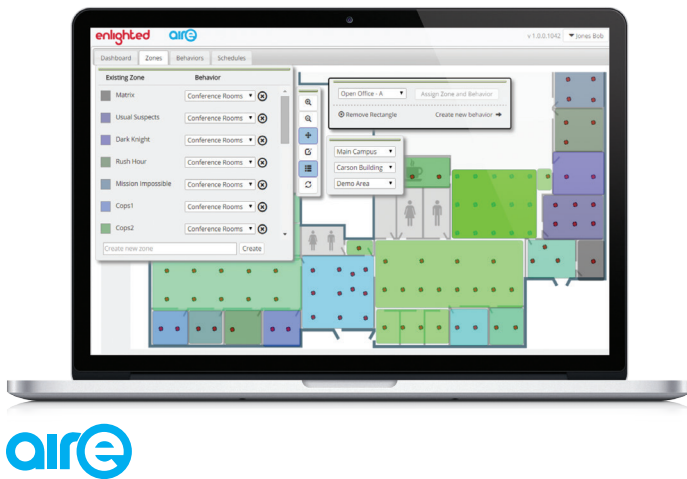 enlighted aire
v 1.0.0.1042 Jones Bob
Dashboard Zones Behaviors Schedules
Existing Zone Behavior
Matrix Conference Rooms
Usual Suspects Conference Rooms
Dark Knight Conference Rooms
Rush Hour Conference Rooms
Mission Impossible Conference Rooms
Cops1 Conference Rooms
Cops2 Conference Rooms
Create new zone Create
Open Office - A Assign Zone and Behavior
Remove Rectangle Create new behavior
Main Campus
Carson Building
Demo Area
aire